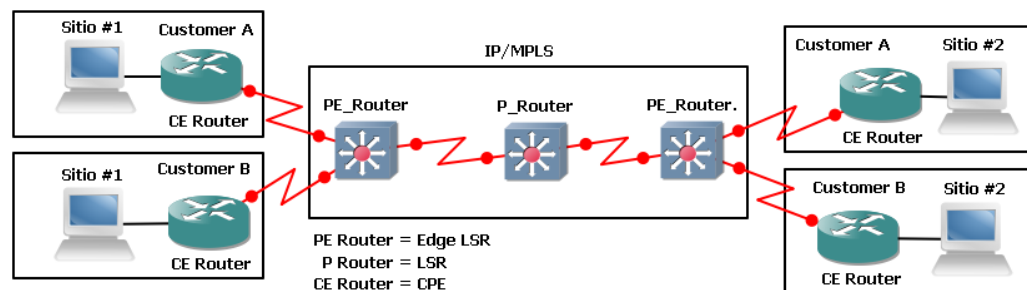 Sitio #1 Customer A
CE Router
Sitio #1 Customer B
CE Router
IP/MPLS
PE_Router P_Router PE_Router.
PE Router = Edge LSR
P Router = LSR
CE Router = CPE
Customer A Sitio #2
CE Router
Customer B Sitio #2
CE Router